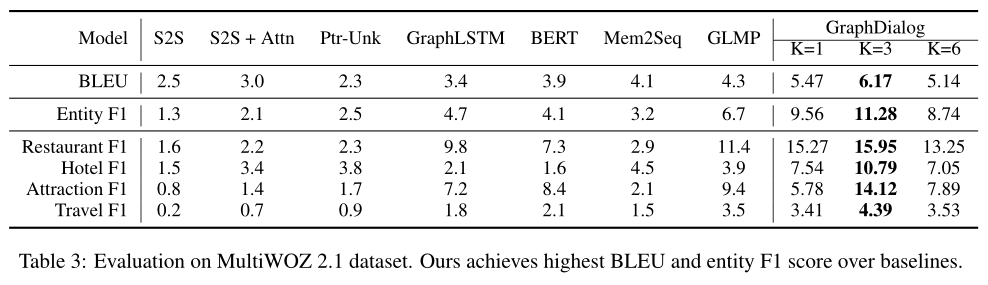 Model S2S S2S + Attn Ptr-Unk GraphLSTM BERT Mem2Seq GLMP GraphDialog
K=1 K=3 K=6
BLEU 2.5 3.0 2.3 3.4 3.9 4.1 4.3 5.47 6.17 5.14
Entity F1 1.3 2.1 2.5 4.7 4.1 3.2 6.7 9.56 11.28 8.74
Restaurant F1 1.6 2.2 2.3 9.8 7.3 2.9 11.4 15.27 15.95 13.25
Hotel F1 1.5 3.4 3.8 2.1 1.6 4.5 3.9 7.54 10.79 7.05
Attraction F1 0.8 1.4 1.7 7.2 8.4 2.1 9.4 5.78 14.12 7.89
Travel F1 0.2 0.7 0.9 1.8 2.1 1.5 3.5 3.41 4.39 3.53
Table 3: Evaluation on MultiWOZ 2.1 dataset. Ours achieves highest BLEU and entity F1 score over baselines.